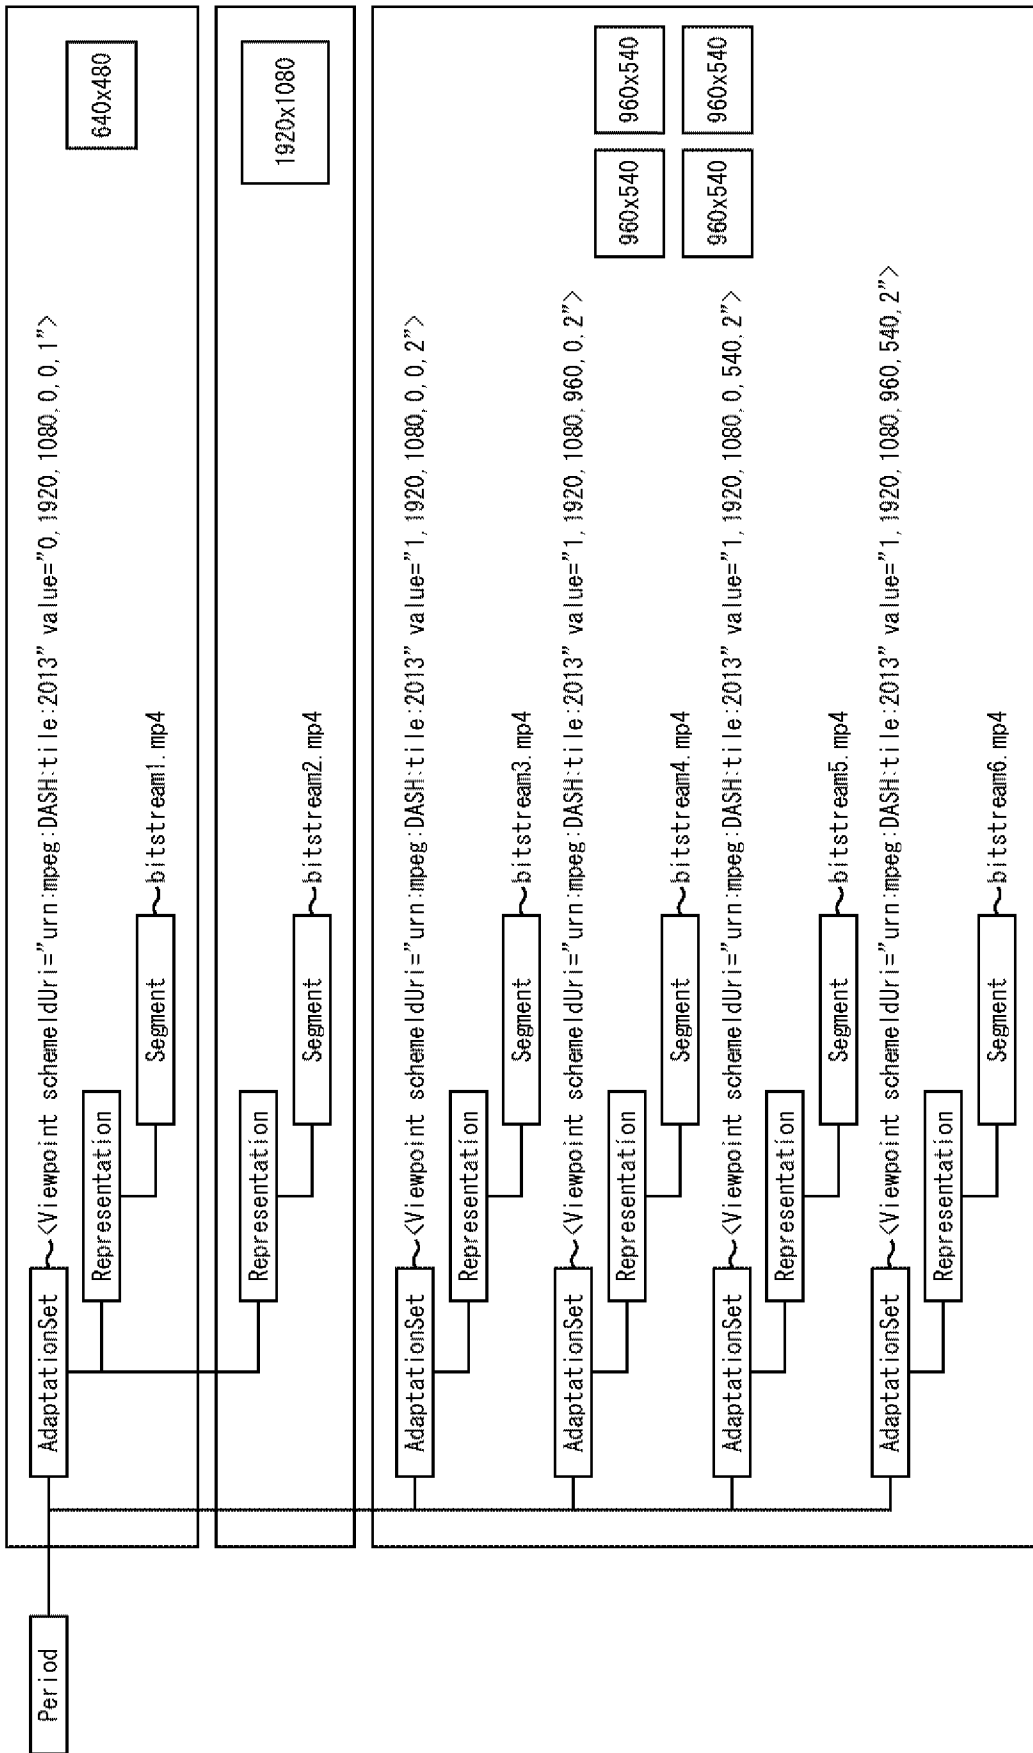 Period
AdaptationSet <Viewpoint schemeIdUri=”urn:mpeg:DASH:tile:2013” value=”0, 1920, 1080, 0, 0, 1”>
640x480
Representation
Segment bitstream1.mp4
1920x1080
Representation
Segment bitstream2.mp4
AdaptationSet <Viewpoint schemeIdUri=”urn:mpeg:DASH:tile:2013” value=”1, 1920, 1080, 0, 0, 2”>
Representation
Segment bitstream3.mp4
AdaptationSet <Viewpoint schemeIdUri=”urn:mpeg:DASH:tile:2013” value=”1, 1920, 1080, 960, 0, 2”>
960x540 960x540
Representation
Segment bitstream4.mp4
960x540 960x540
AdaptationSet <Viewpoint schemeIdUri=”urn:mpeg:DASH:tile:2013” value=”1, 1920, 1080, 0, 540, 2”>
Representation
Segment bitstream5.mp4
AdaptationSet <Viewpoint schemeIdUri=”urn:mpeg:DASH:tile:2013” value=”1, 1920, 1080, 960, 540, 2”>
Representation
Segment bitstream6.mp4